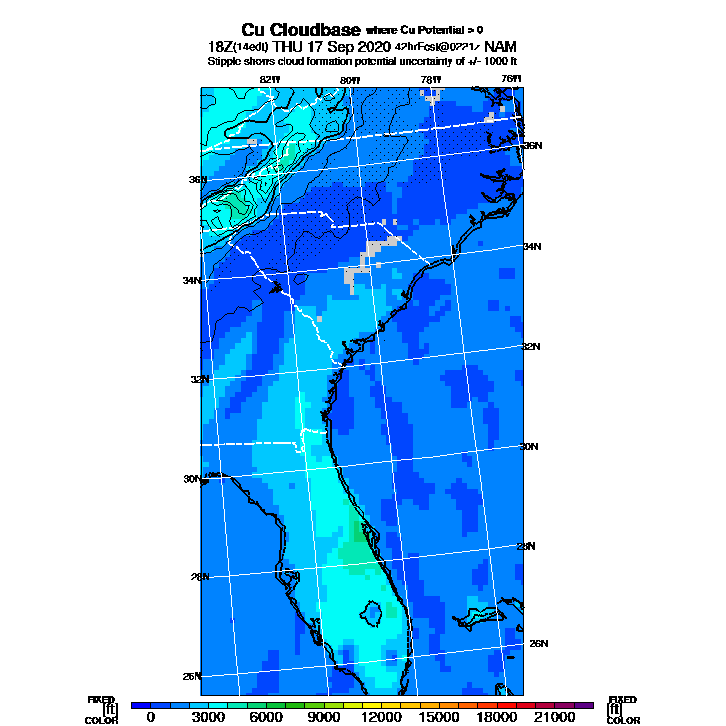 Cu Cloudbase where Cu Potential > 0
18Z(14edt) THU 17 Sep 2020 42hrFcst@0221z NAM
Stipple shows cloud formation potential uncertainty of +/- 1000 ft
82W 80W 78W 76W
36N 36N
34N 34N
32N 32N
30N 30N
28N 28N
26N 26N
FIXED FIXED
[ft] [ft]
COLOR COLOR
0 3000 6000 9000 12000 15000 18000 21000